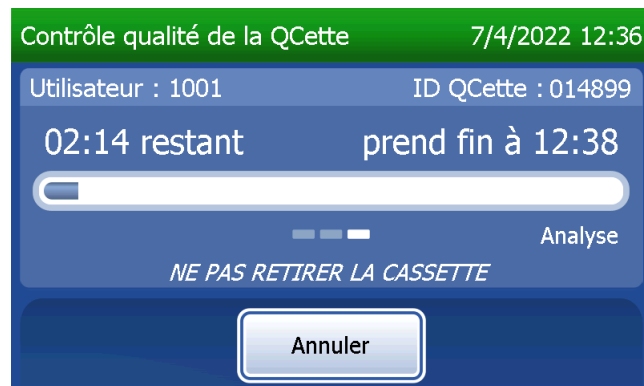 Contrôle qualité de la QCette 7/4/2022 12:36
Utilisateur : 1001 ID QCette : 014899
02:14 restant prend fin à 12:38
Analyse
NE PAS RETIRER LA CASSETTE
Annuler